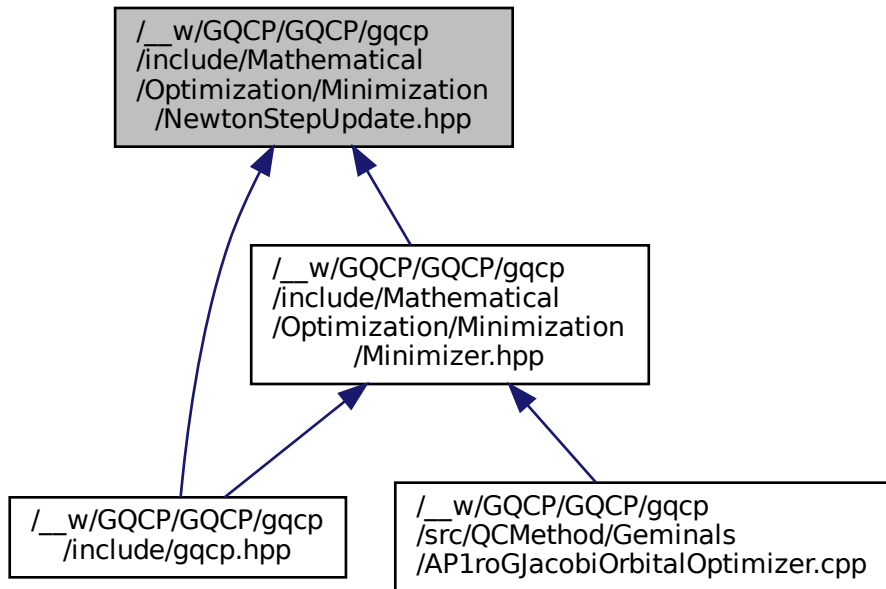 /__w/GQCP/GQCP/gqcp
/include/Mathematical
/Optimization/Minimization
/NewtonStepUpdate.hpp
/__w/GQCP/GQCP/gqcp
/include/Mathematical
/Optimization/Minimization
/Minimizer.hpp
/__w/GQCP/GQCP/gqcp
/include/gqcp.hpp
/__w/GQCP/GQCP/gqcp
/src/QCMethod/Geminals
/AP1roGJacobiOrbitalOptimizer.cpp